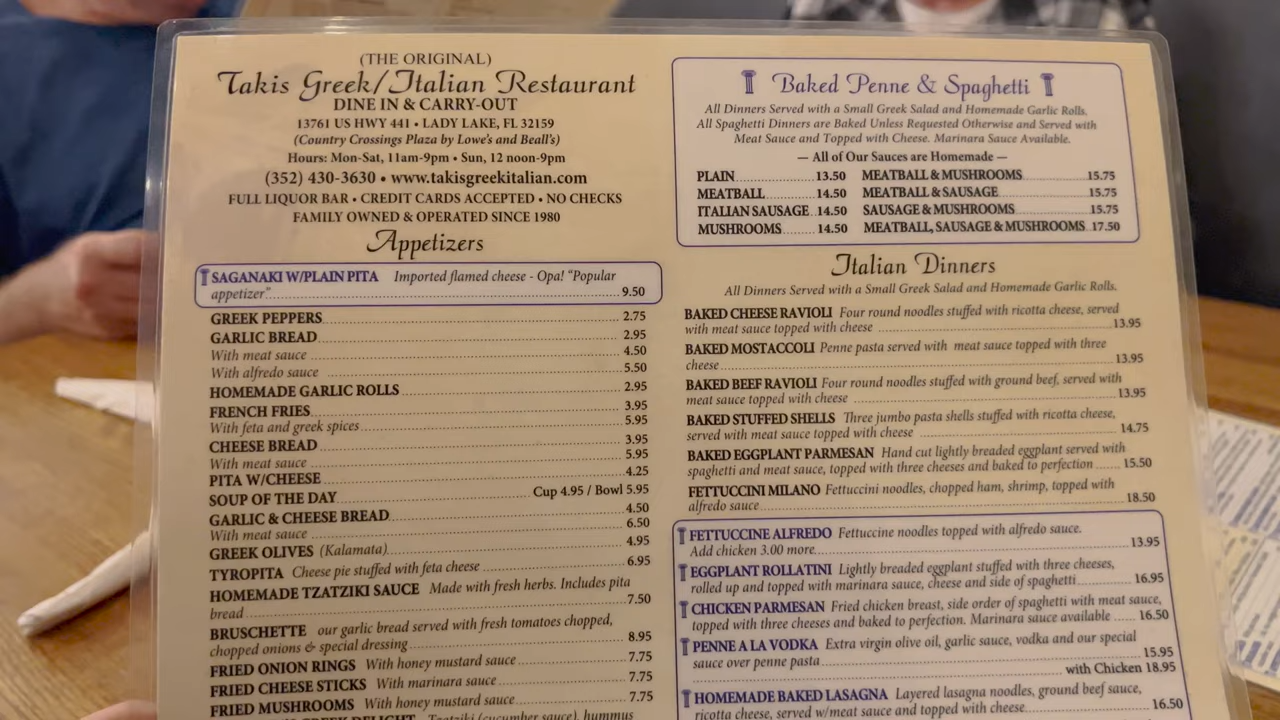 (THE ORIGINAL)
Takis Greek/Italian Restaurant
DINE IN & CARRY-OUT
13761 US HWY 441 • LADY LAKE, FL 32159
(Country Crossings Plaza by Lowe's and Beall's)
Hours: Mon-Sat, 11am-9pm • Sun, 12 noon-9pm
(352) 430-3630 • www.takisgreekitalian.com
FULL LIQUOR BAR • CREDIT CARDS ACCEPTED • NO CHECKS
FAMILY OWNED & OPERATED SINCE 1980
Appetizers
SAGANAKI W/PLAIN PITA Imported flamed cheese - Opa! "Popular
appetizer" 9.50
GREEK PEPPERS 2.75
GARLIC BREAD 2.95
With meat sauce 4.50
With alfredo sauce 5.50
HOMEMADE GARLIC ROLLS 2.95
FRENCH FRIES 3.95
With feta and greek spices 5.95
CHEESE BREAD 3.95
With meat sauce 5.95
PITA W/CHEESE 4.25
SOUP OF THE DAY Cup 4.95 / Bowl 5.95
GARLIC & CHEESE BREAD 4.50
With meat sauce 6.50
GREEK OLIVES (Kalamata) 4.95
TYROPITA Cheese pie stuffed with feta cheese 6.95
HOMEMADE TZATZIKI SAUCE Made with fresh herbs. Includes pita
bread 7.50
BRUSCHETTE our garlic bread served with fresh tomatoes chopped,
chopped onions & special dressing 8.95
FRIED ONION RINGS With honey mustard sauce 7.75
FRIED CHEESE STICKS With marinara sauce 7.75
FRIED MUSHROOMS With honey mustard sauce 7.75
GREEK DELIGHT Tzatziki (cucumber sauce), hummus
Baked Penne & Spaghetti
All Dinners Served with a Small Greek Salad and Homemade Garlic Rolls.
All Spaghetti Dinners are Baked Unless Requested Otherwise and Served with
Meat Sauce and Topped with Cheese. Marinara Sauce Available.
— All of Our Sauces are Homemade —
PLAIN 13.50 MEATBALL & MUSHROOMS 15.75
MEATBALL 14.50 MEATBALL & SAUSAGE 15.75
ITALIAN SAUSAGE 14.50 SAUSAGE & MUSHROOMS 15.75
MUSHROOMS 14.50 MEATBALL, SAUSAGE & MUSHROOMS 17.50
Italian Dinners
All Dinners Served with a Small Greek Salad and Homemade Garlic Rolls.
BAKED CHEESE RAVIOLI Four round noodles stuffed with ricotta cheese, served
with meat sauce topped with cheese 13.95
BAKED MOSTACCOLI Penne pasta served with meat sauce topped with three
cheese 13.95
BAKED BEEF RAVIOLI Four round noodles stuffed with ground beef, served with
meat sauce topped with cheese 13.95
BAKED STUFFED SHELLS Three jumbo pasta shells stuffed with ricotta cheese,
served with meat sauce topped with cheese 14.75
BAKED EGGPLANT PARMESAN Hand cut lightly breaded eggplant served with
spaghetti and meat sauce, topped with three cheeses and baked to perfection 15.50
FETTUCCINI MILANO Fettuccini noodles, chopped ham, shrimp, topped with
alfredo sauce 18.50
FETTUCCINE ALFREDO Fettuccine noodles topped with alfredo sauce.
Add chicken 3.00 more 13.95
EGGPLANT ROLLATINI Lightly breaded eggplant stuffed with three cheeses,
rolled up and topped with marinara sauce, cheese and side of spaghetti 16.95
CHICKEN PARMESAN Fried chicken breast, side order of spaghetti with meat sauce,
topped with three cheeses and baked to perfection. Marinara sauce available 16.50
PENNE A LA VODKA Extra virgin olive oil, garlic sauce, vodka and our special
sauce over penne pasta 15.95
with Chicken 18.95
HOMEMADE BAKED LASAGNA Layered lasagna noodles, ground beef sauce,
ricotta cheese, served w/meat sauce and topped with cheese 16.50